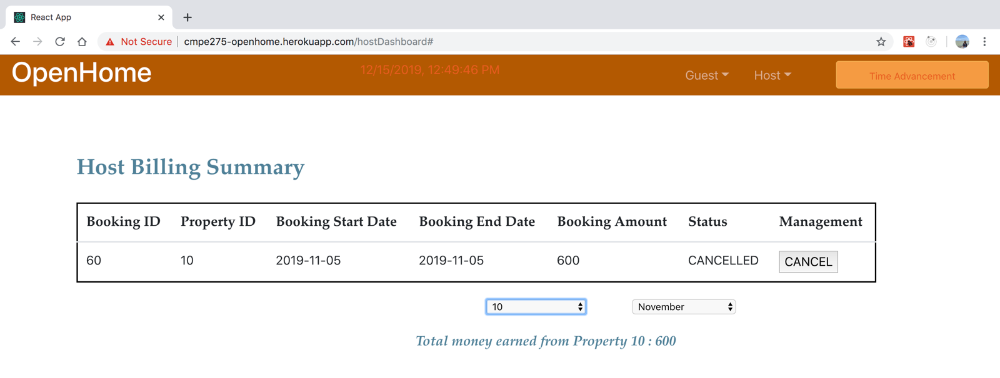 React App
Not Secure cmpe275-openhome.herokuapp.com/hostDashboard#
OpenHome 12/15/2019, 12:49:46 PM Guest Host Time Advancement
Host Billing Summary
Booking ID Property ID Booking Start Date Booking End Date Booking Amount Status Management
60 10 2019-11-05 2019-11-05 600 CANCELLED CANCEL
10 November
Total money earned from Property 10 : 600